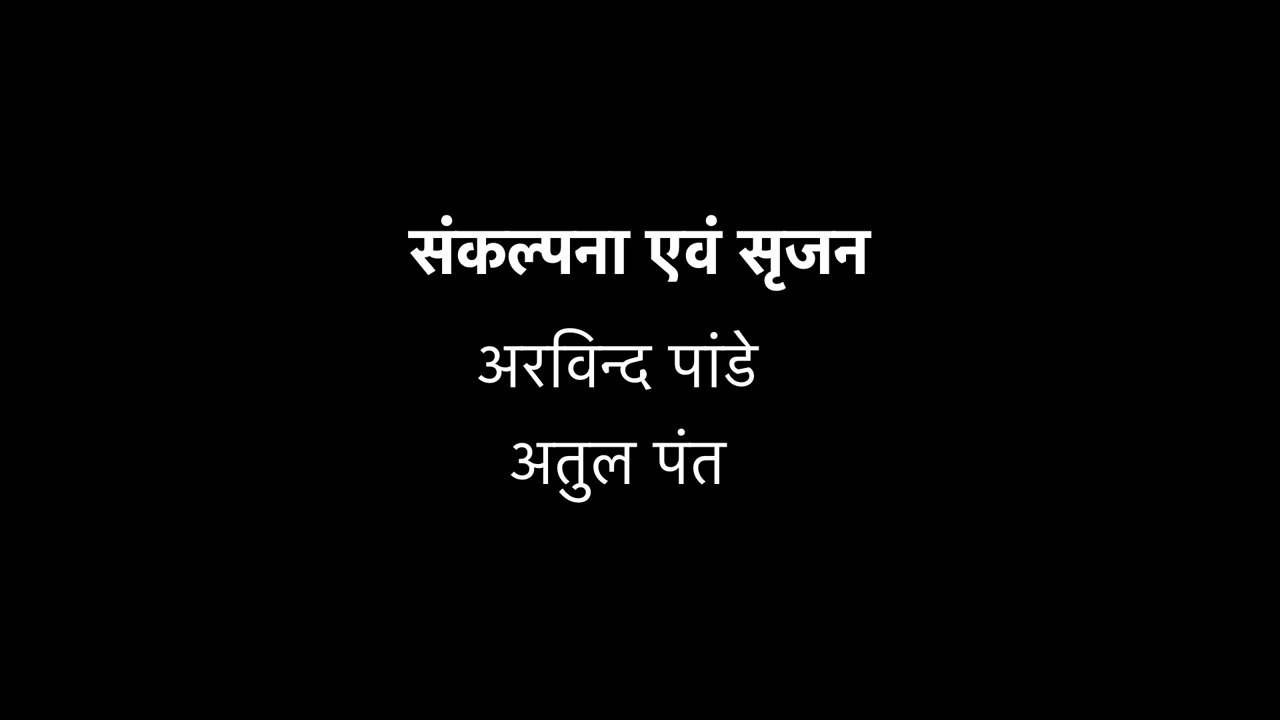 संकल्पना एवं सृजन
अरविन्द पांडे
अतुल पंत